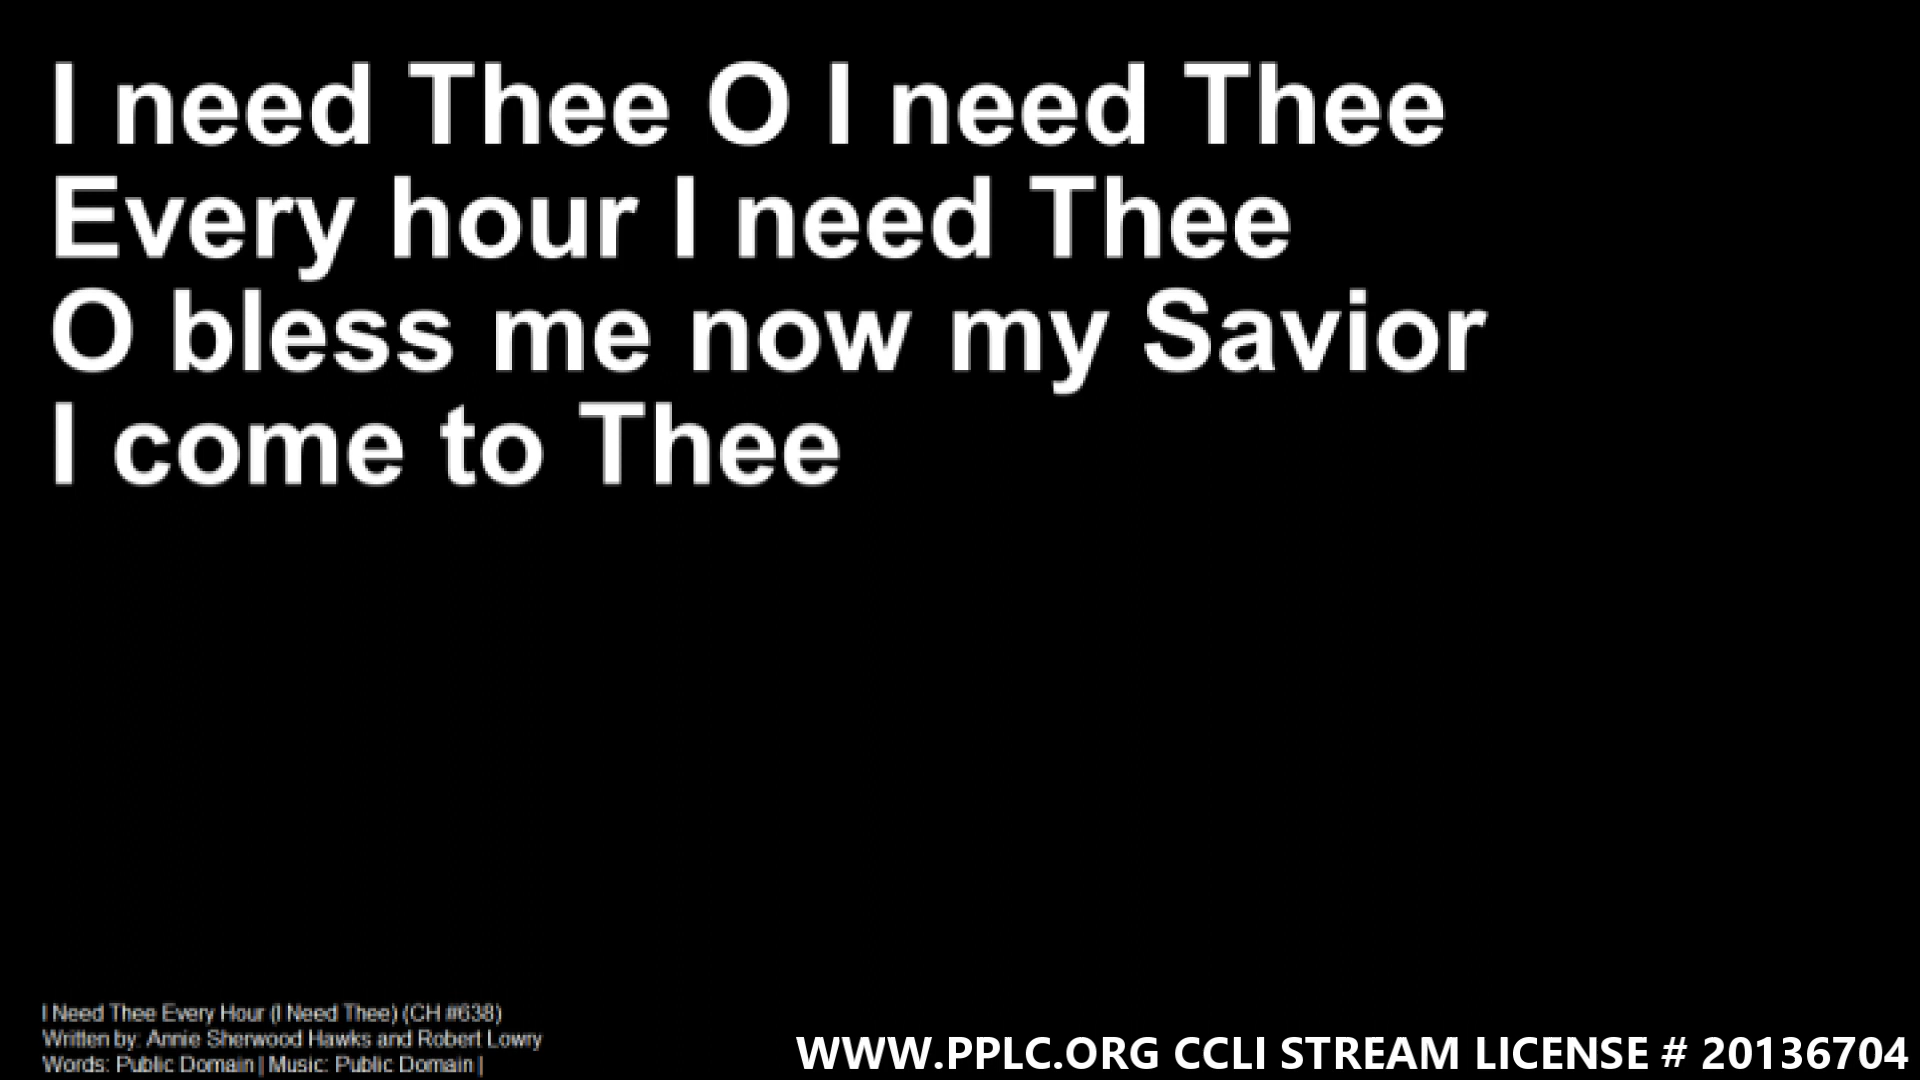 I need Thee O I need Thee
Every hour I need Thee
O bless me now my Savior
I come to Thee
I Need Thee Every Hour (I Need Thee) (CH #638)
Written by: Annie Sherwood Hawks and Robert Lowry
Words: Public Domain | Music: Public Domain |
WWW.PPLC.ORG CCLI STREAM LICENSE # 20136704